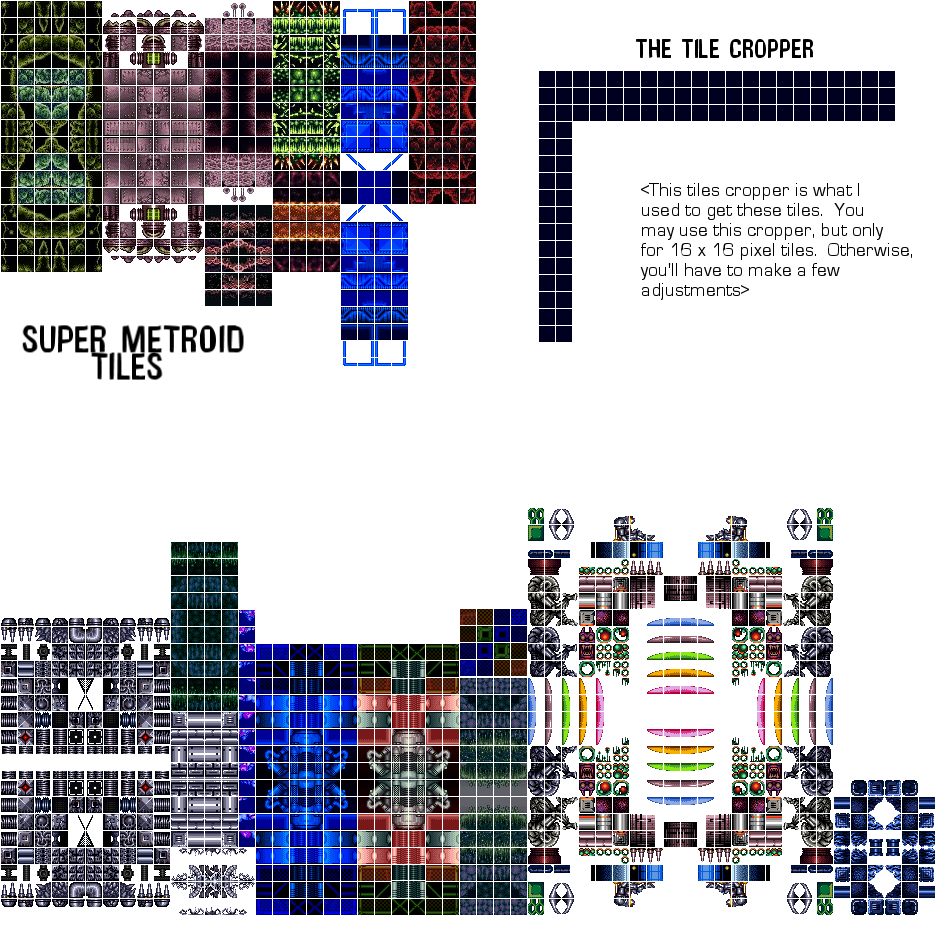 THE TILE CROPPER
<This tiles cropper is what I
used to get these tiles.  You
may use this cropper, but only
for 16 x 16 pixel tiles.  Otherwise,
you'll have to make a few
adjustments>
SUPER METROID
TILES